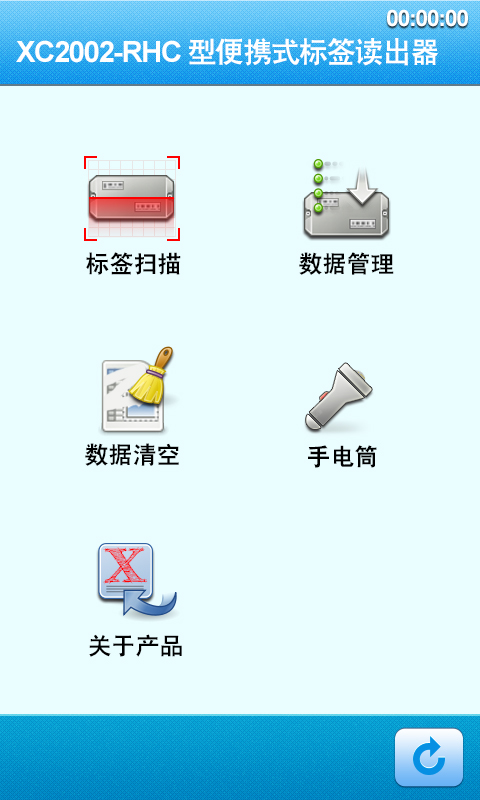 00:00:00
XC2002-RHC 型便携式标签读出器
标签扫描
数据管理
数据清空
手电筒
X
关于产品